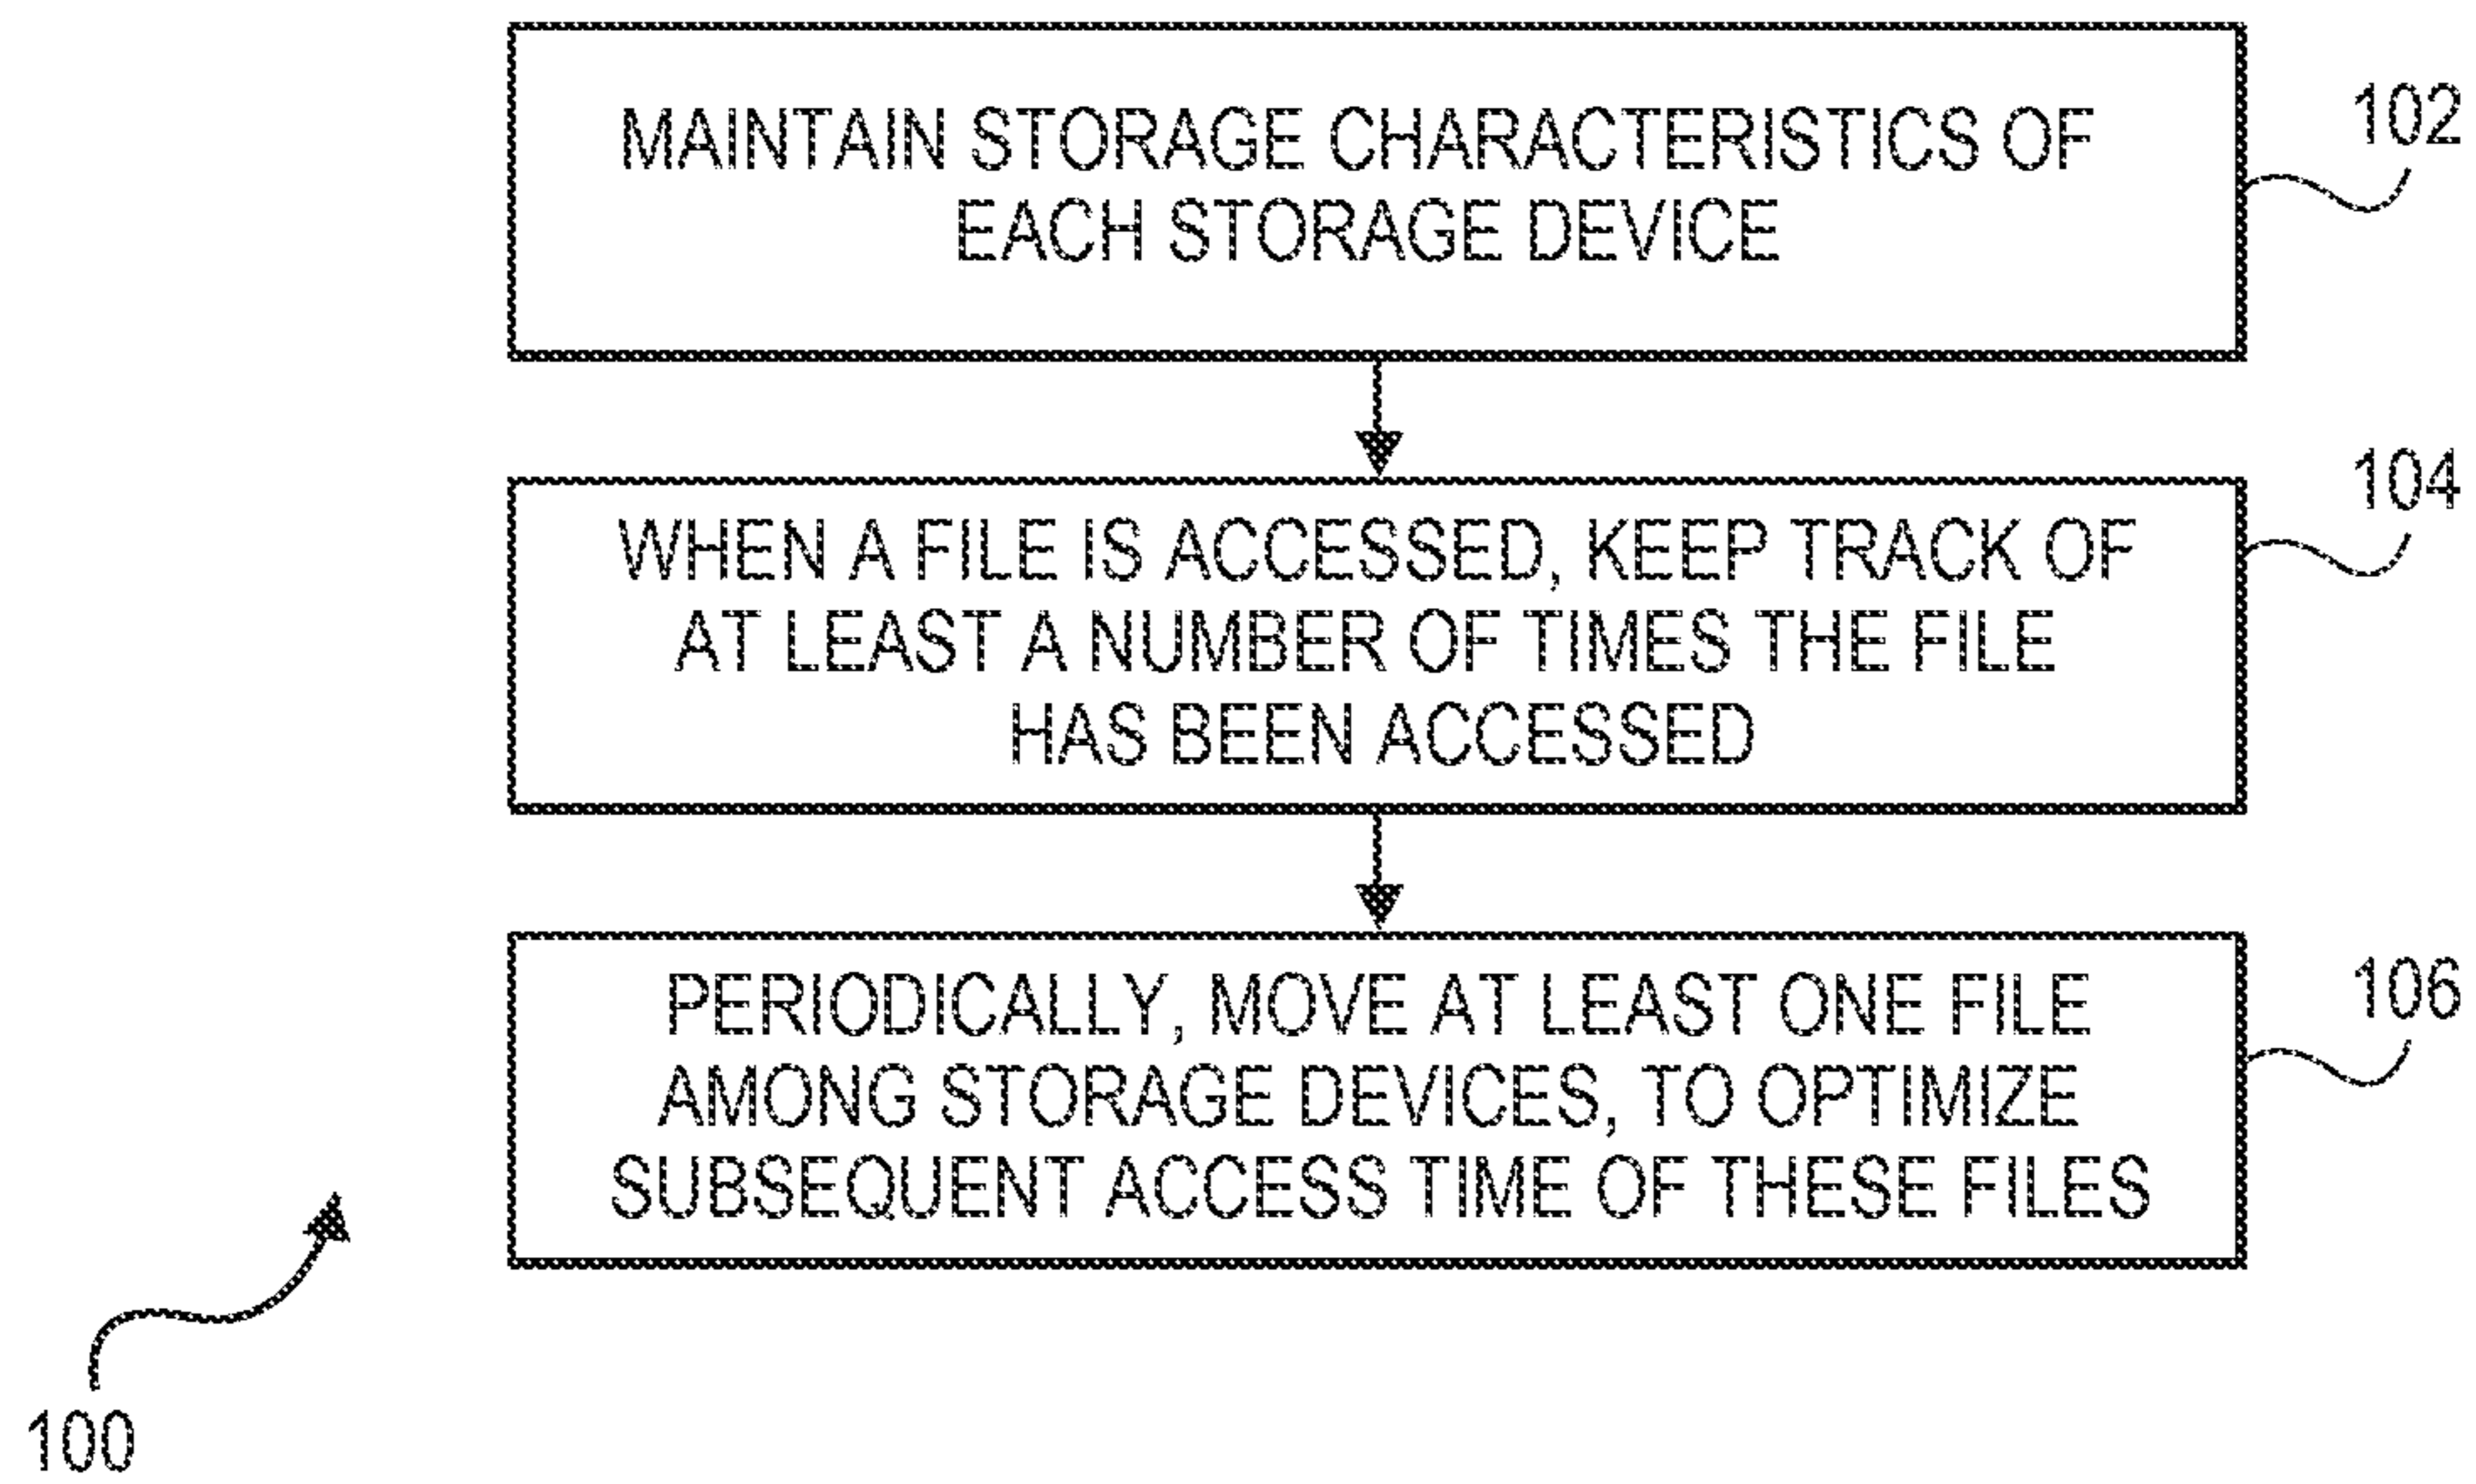 MAINTAIN STORAGE CHARACTERISTICS OF
EACH STORAGE DEVICE
102
WHEN A FILE IS ACCESSED, KEEP TRACK OF
AT LEAST A NUMBER OF TIMES THE FILE
HAS BEEN ACCESSED
104
PERIODICALLY, MOVE AT LEAST ONE FILE
AMONG STORAGE DEVICES, TO OPTIMIZE
SUBSEQUENT ACCESS TIME OF THESE FILES
106
100